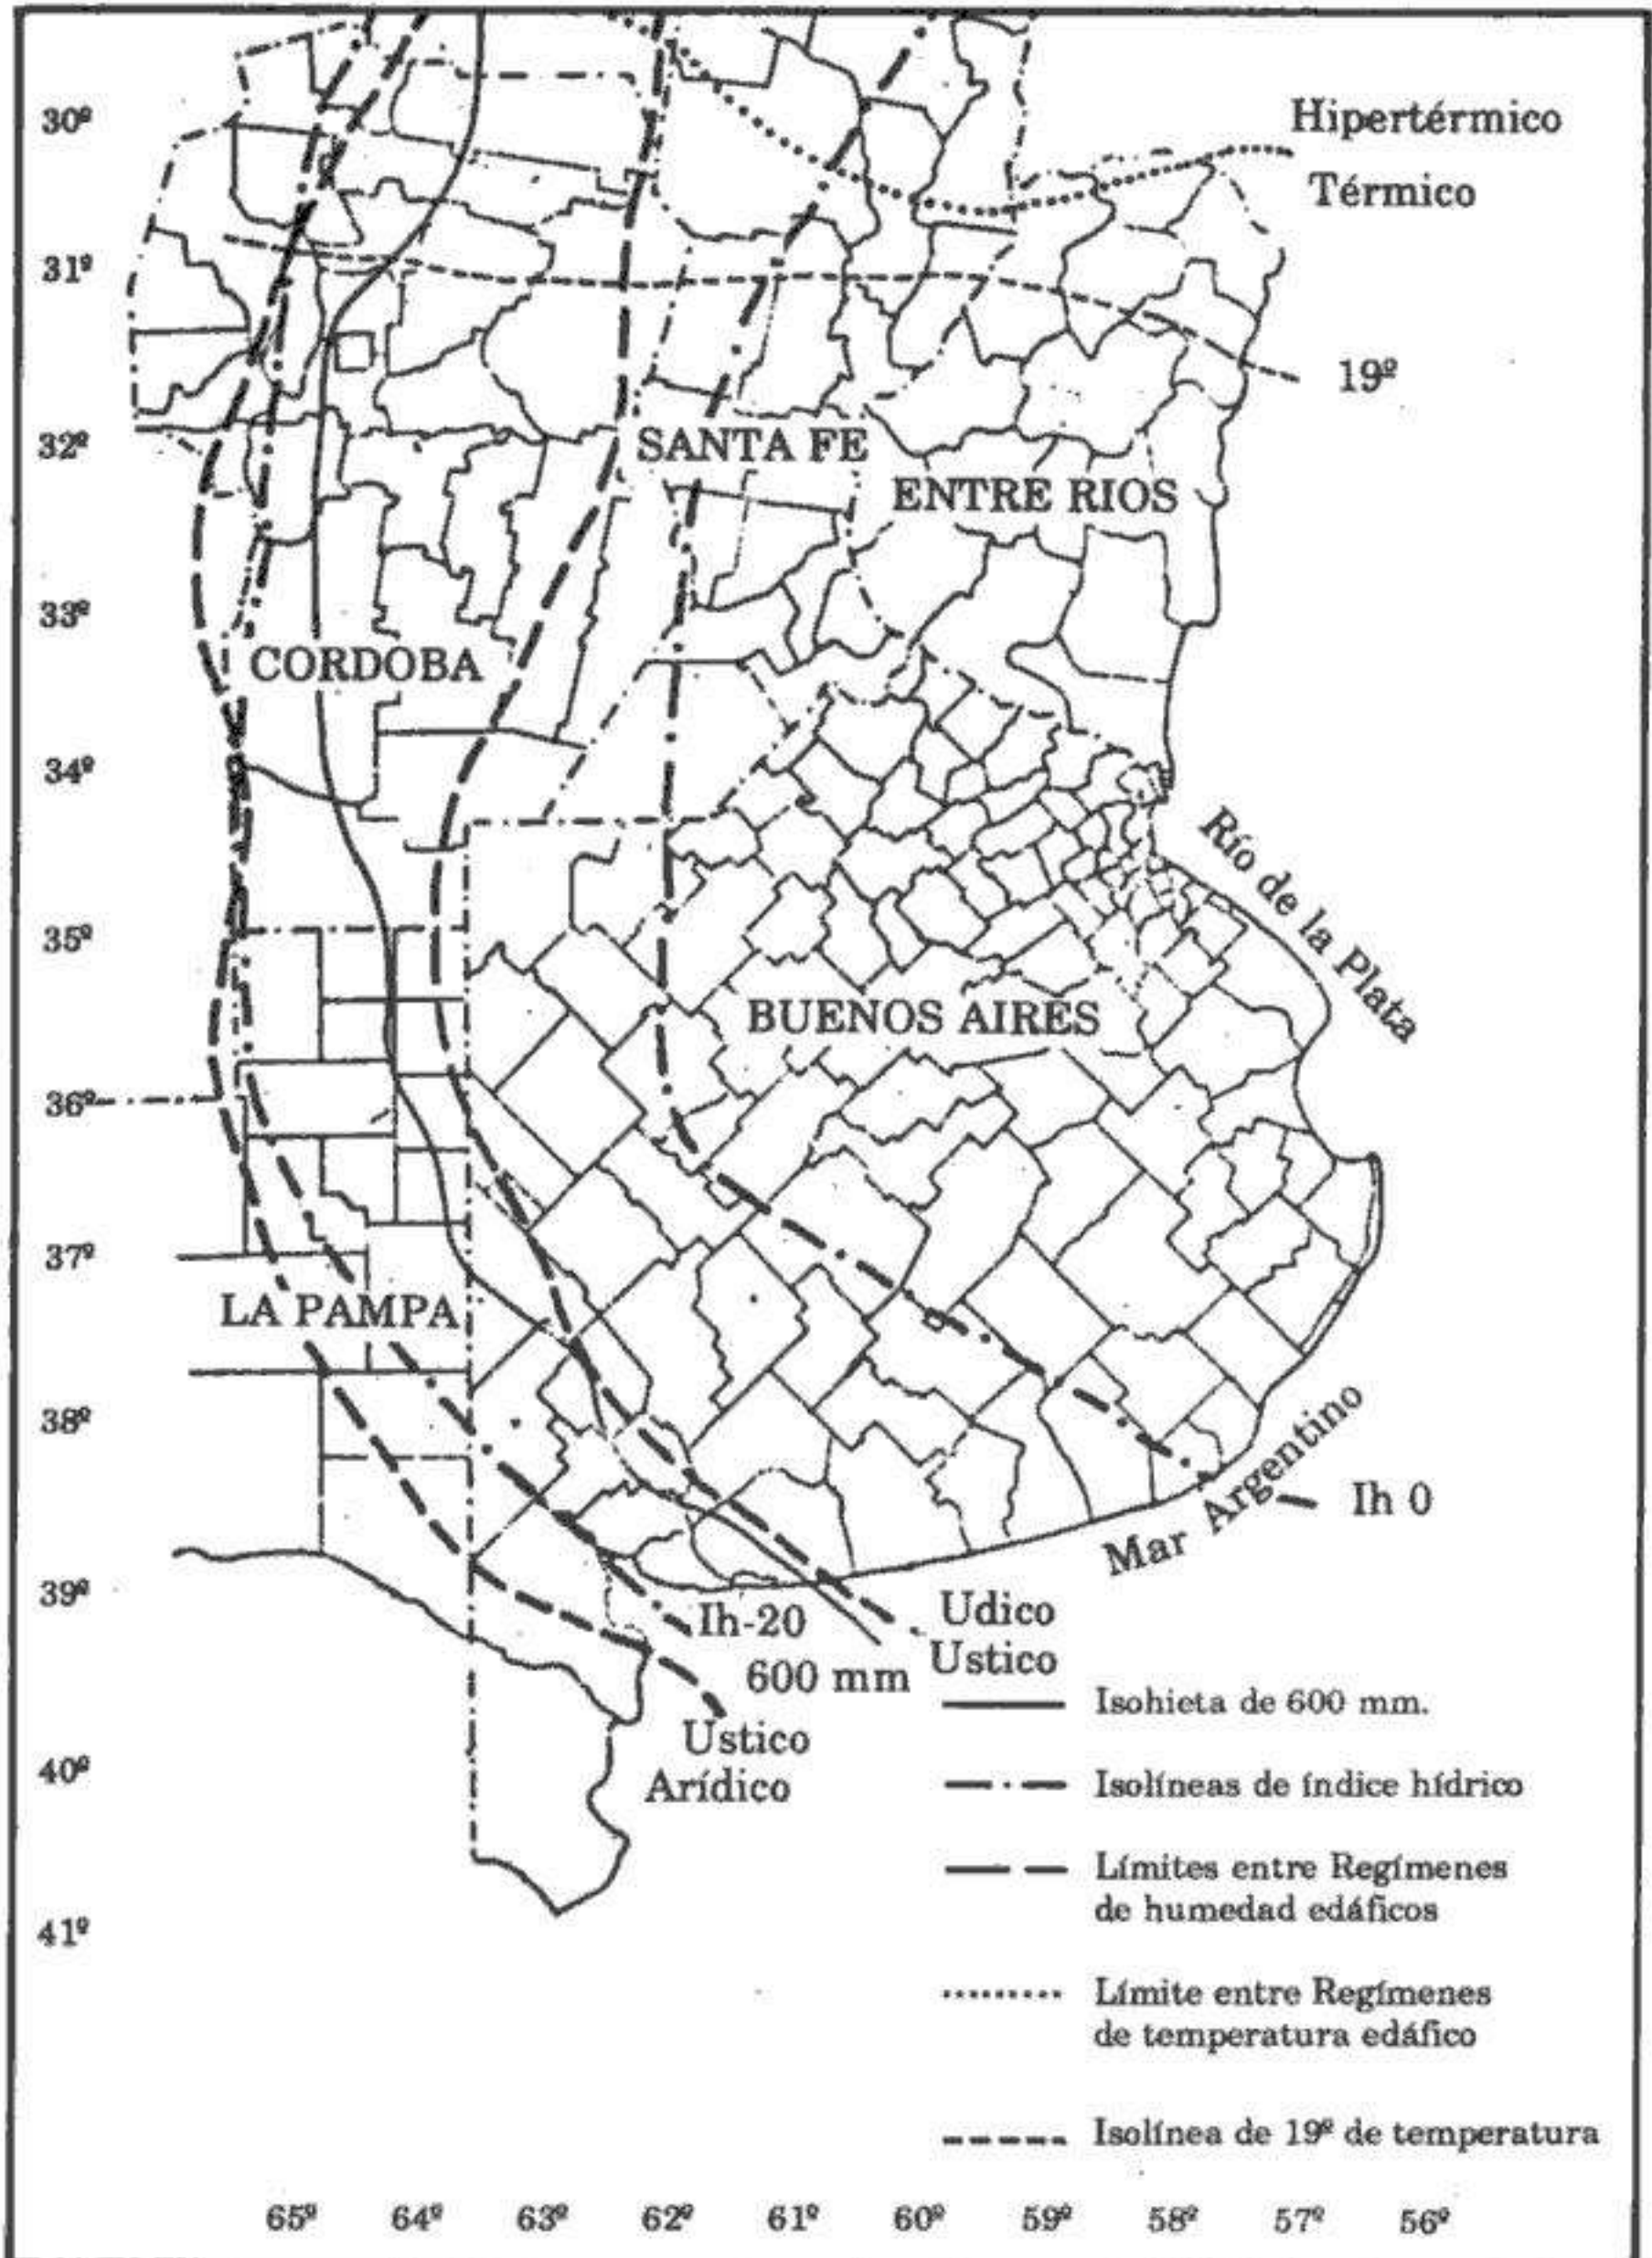 30º
Hipertérmico
Térmico
31º
19º
32º
SANTA FE
ENTRE RIOS
33º
CORDOBA
34º
Río de la Plata
35º
BUENOS AIRES
36º
37º
LA PAMPA
38º
Mar Argentino
Ih 0
39º
Ih-20
Udico
Ustico
600 mm
Ustico
Arídico
40º
41º
Isohieta de 600 mm.
Isolíneas de índice hídrico
Límites entre Regímenes
de humedad edáficos
Límite entre Regímenes
de temperatura edáfico
Isolínea de 19º de temperatura
65º 64º 63º 62º 61º 60º 59º 58º 57º 56º